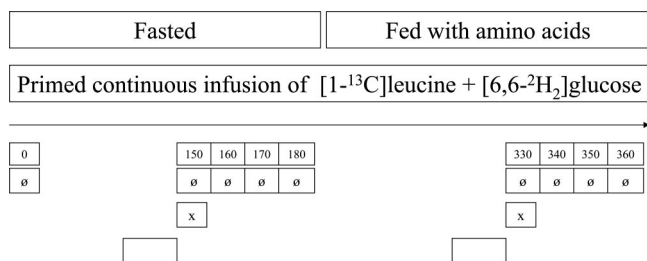 Fasted Fed with amino acids
Primed continuous infusion of [1-¹³C]leucine + [6,6-²H₂]glucose
0 150 160 170 180 330 340 350 360
ø ø ø ø ø ø ø ø ø
x x